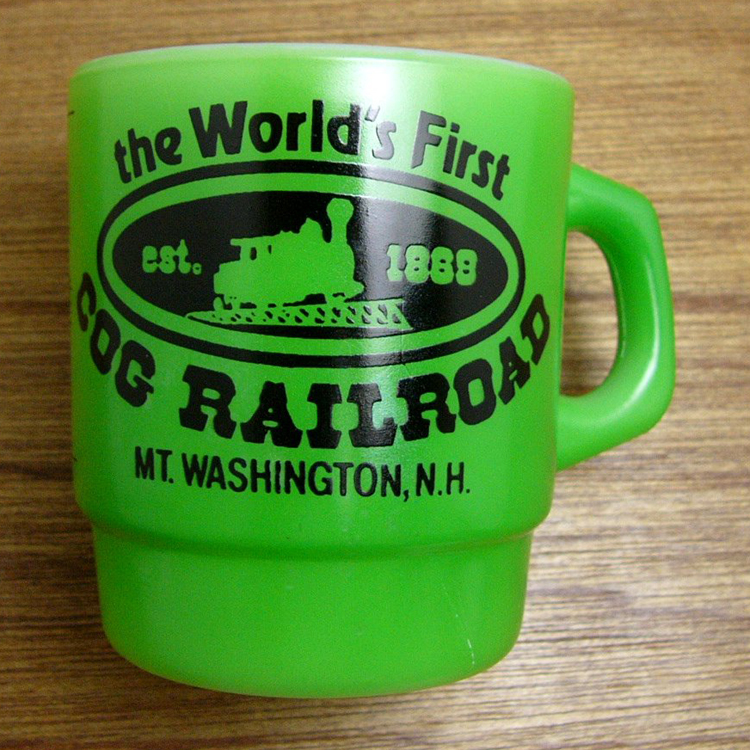 the World's First
est. 1869
COG RAILROAD
MT. WASHINGTON, N.H.